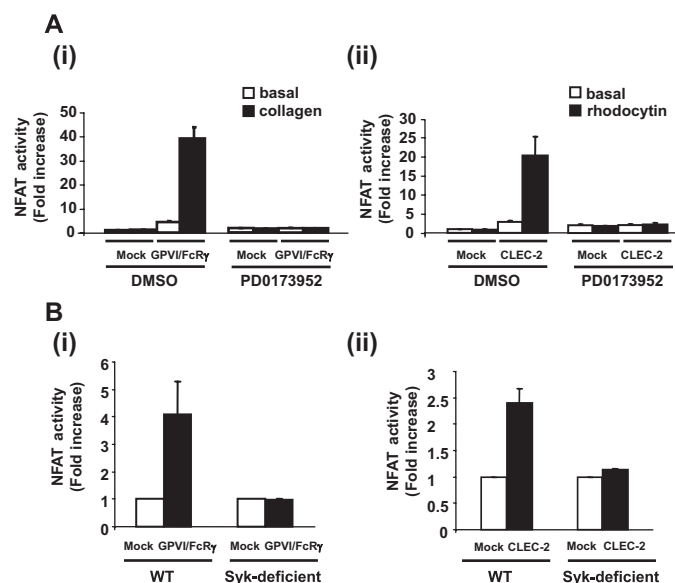 A
(i)
basal
collagen
NFAT activity
(Fold increase)
50
40
30
20
10
0
Mock GPVI/FcRγ Mock GPVI/FcRγ
DMSO PD0173952
(ii)
basal
rhodocytin
NFAT activity
(Fold increase)
30
25
20
15
10
5
0
Mock CLEC-2 Mock CLEC-2
DMSO PD0173952
B
(i)
NFAT activity
(Fold increase)
6
5
4
3
2
1
0
Mock GPVI/FcRγ Mock GPVI/FcRγ
WT Syk-deficient
(ii)
NFAT activity
(Fold increase)
3
2.5
2
1.5
1
0.5
0
Mock CLEC-2 Mock CLEC-2
WT Syk-deficient